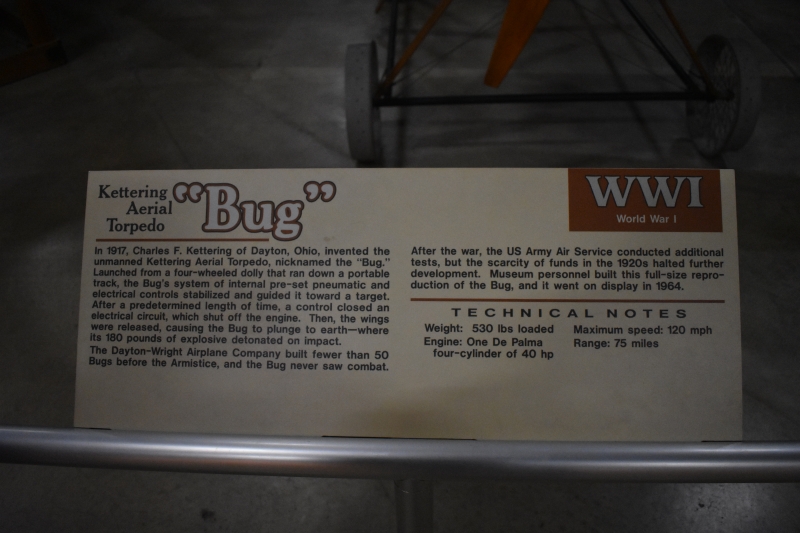 Kettering
Aerial
Torpedo
"Bug"
In 1917, Charles F. Kettering of Dayton, Ohio, invented the
unmanned Kettering Aerial Torpedo, nicknamed the "Bug."
Launched from a four-wheeled dolly that ran down a portable
track, the Bug's system of internal pre-set pneumatic and
electrical controls stabilized and guided it toward a target.
After a predetermined length of time, a control closed an
electrical circuit, which shut off the engine. Then, the wings
were released, causing the Bug to plunge to earth—where
its 180 pounds of explosive detonated on impact.
The Dayton-Wright Airplane Company built fewer than 50
Bugs before the Armistice, and the Bug never saw combat.
WWI
World War I
After the war, the US Army Air Service conducted additional
tests, but the scarcity of funds in the 1920s halted further
development. Museum personnel built this full-size repro-
duction of the Bug, and it went on display in 1964.
TECHNICAL NOTES
Weight: 530 lbs loaded
Engine: One De Palma
four-cylinder of 40 hp
Maximum speed: 120 mph
Range: 75 miles